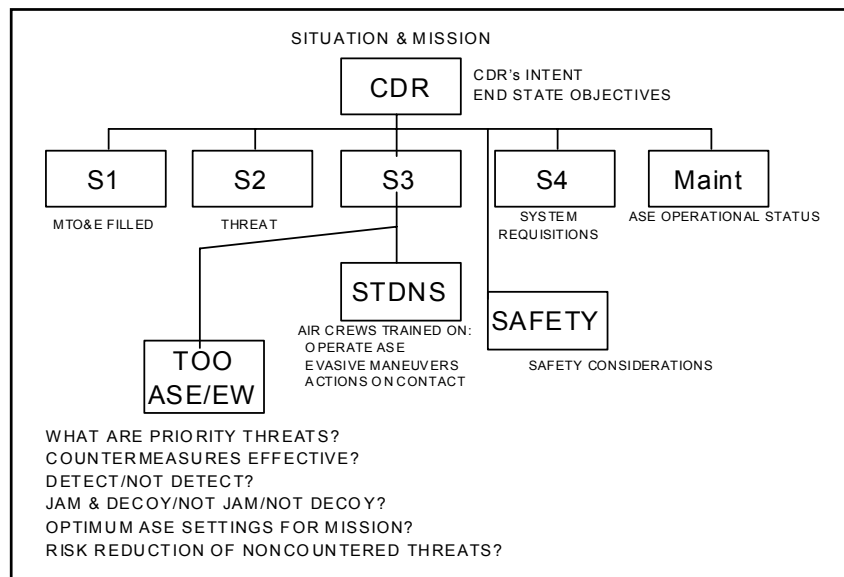 SITUATION & MISSION
CDR
CDR's INTENT
END STATE OBJECTIVES
S1
S2
S3
S4
Maint
MTO&E FILLED
THREAT
SYSTEM
REQUISITIONS
ASE OPERATIONAL STATUS
STDNS
AIR CREWS TRAINED ON:
OPERATE ASE
EVASIVE MANEUVERS
ACTIONS ON CONTACT
SAFETY
SAFETY CONSIDERATIONS
TOO
ASE/EW
WHAT ARE PRIORITY THREATS?
COUNTERMEASURES EFFECTIVE?
DETECT/NOT DETECT?
JAM & DECOY/NOT JAM/NOT DECOY?
OPTIMUM ASE SETTINGS FOR MISSION?
RISK REDUCTION OF NONCOUNTERED THREATS?